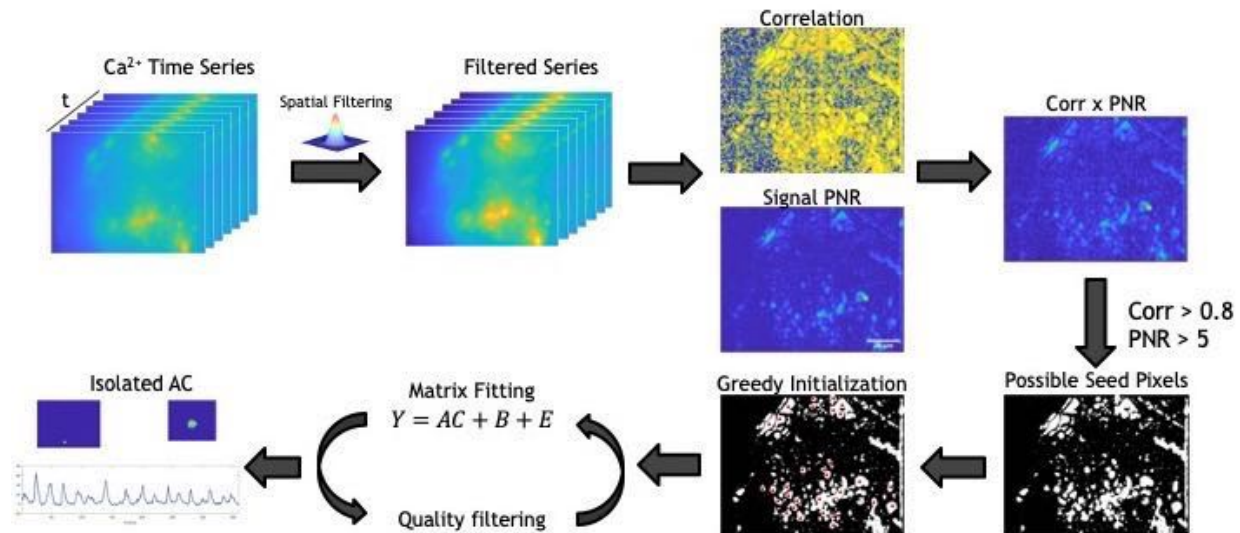 Correlation
Ca²⁺ Time Series
Filtered Series
t
Spatial Filtering
Corr x PNR
Signal PNR
Corr > 0.8
PNR > 5
Isolated AC
Matrix Fitting
Y = AC + B + E
Greedy Initialization
Possible Seed Pixels
Quality filtering